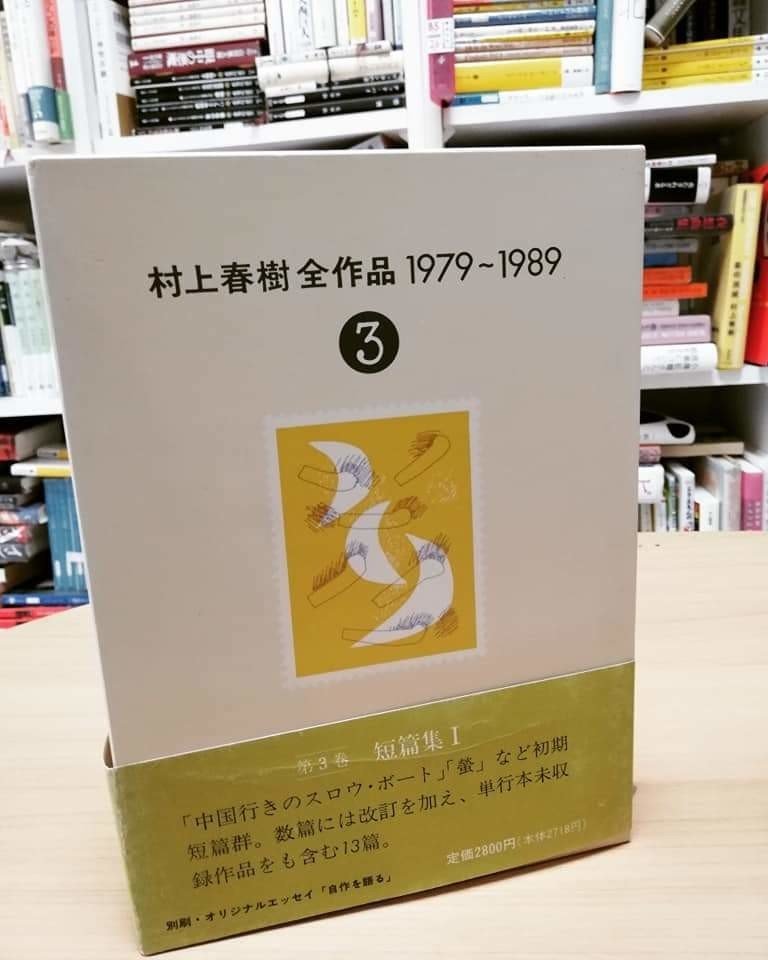 村上春樹 全作品 1979~1989
3
第3巻 短篇集Ⅰ
「中国行きのスロウ・ボート」「螢」など初期
短篇群。数篇には改訂を加え、単行本未収
録作品をも含む13篇。
定価2800円(本体2718円)
別刷・オリジナルエッセイ「自作を語る」